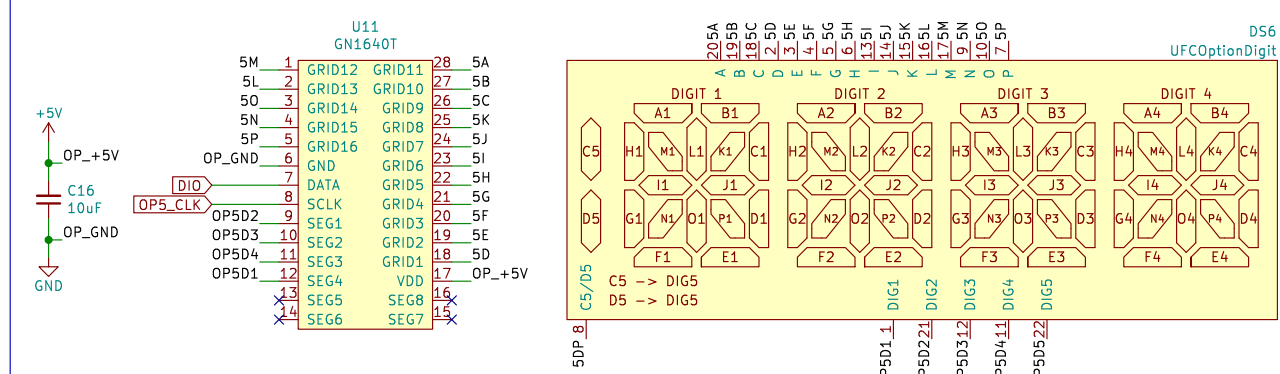 U11
GN1640T
5M 1 GRID12 GRID11 28 5A
5L 2 GRID13 GRID10 27 5B
5O 3 GRID14 GRID9 26 5C
5N 4 GRID15 GRID8 25 5K
5P 5 GRID16 GRID7 24 5J
OP_GND 6 GND GRID6 23 5I
DIO 7 DATA GRID5 22 5H
OP5_CLK 8 SCLK GRID4 21 5G
OP5D2 9 SEG1 GRID3 20 5F
OP5D3 10 SEG2 GRID2 19 5E
OP5D4 11 SEG3 GRID1 18 5D
OP5D1 12 SEG4 VDD 17 OP_+5V
13 SEG5 SEG8 16
14 SEG6 SEG7 15
+5V
OP_+5V
C16
10uF
OP_GND
GND
DS6
UFCOptionDigit
5A 5B 5C 5D 5E 5F 5G 5H 5I 5J 5K 5L 5M 5N 5O 5P
20 19 18 2 3 4 5 6 13 14 15 16 17 9 10 7
A B C D E F G H I J K L M N O P
DIGIT 1 DIGIT 2 DIGIT 3 DIGIT 4
A1 B1 A2 B2 A3 B3 A4 B4
C5 H1 M1 L1 K1 C1 H2 M2 L2 K2 C2 H3 M3 L3 K3 C3 H4 M4 L4 K4 C4
I1 J1 I2 J2 I3 J3 I4 J4
D5 G1 N1 O1 P1 D1 G2 N2 O2 P2 D2 G3 N3 O3 P3 D3 G4 N4 O4 P4 D4
F1 E1 F2 E2 F3 E3 F4 E4
C5 -> DIG5
D5 -> DIG5
C5/D5 DIG1 DIG2 DIG3 DIG4 DIG5
8 1 21 12 11 22
5DP P5D1 P5D2 P5D3 P5D4 P5D5